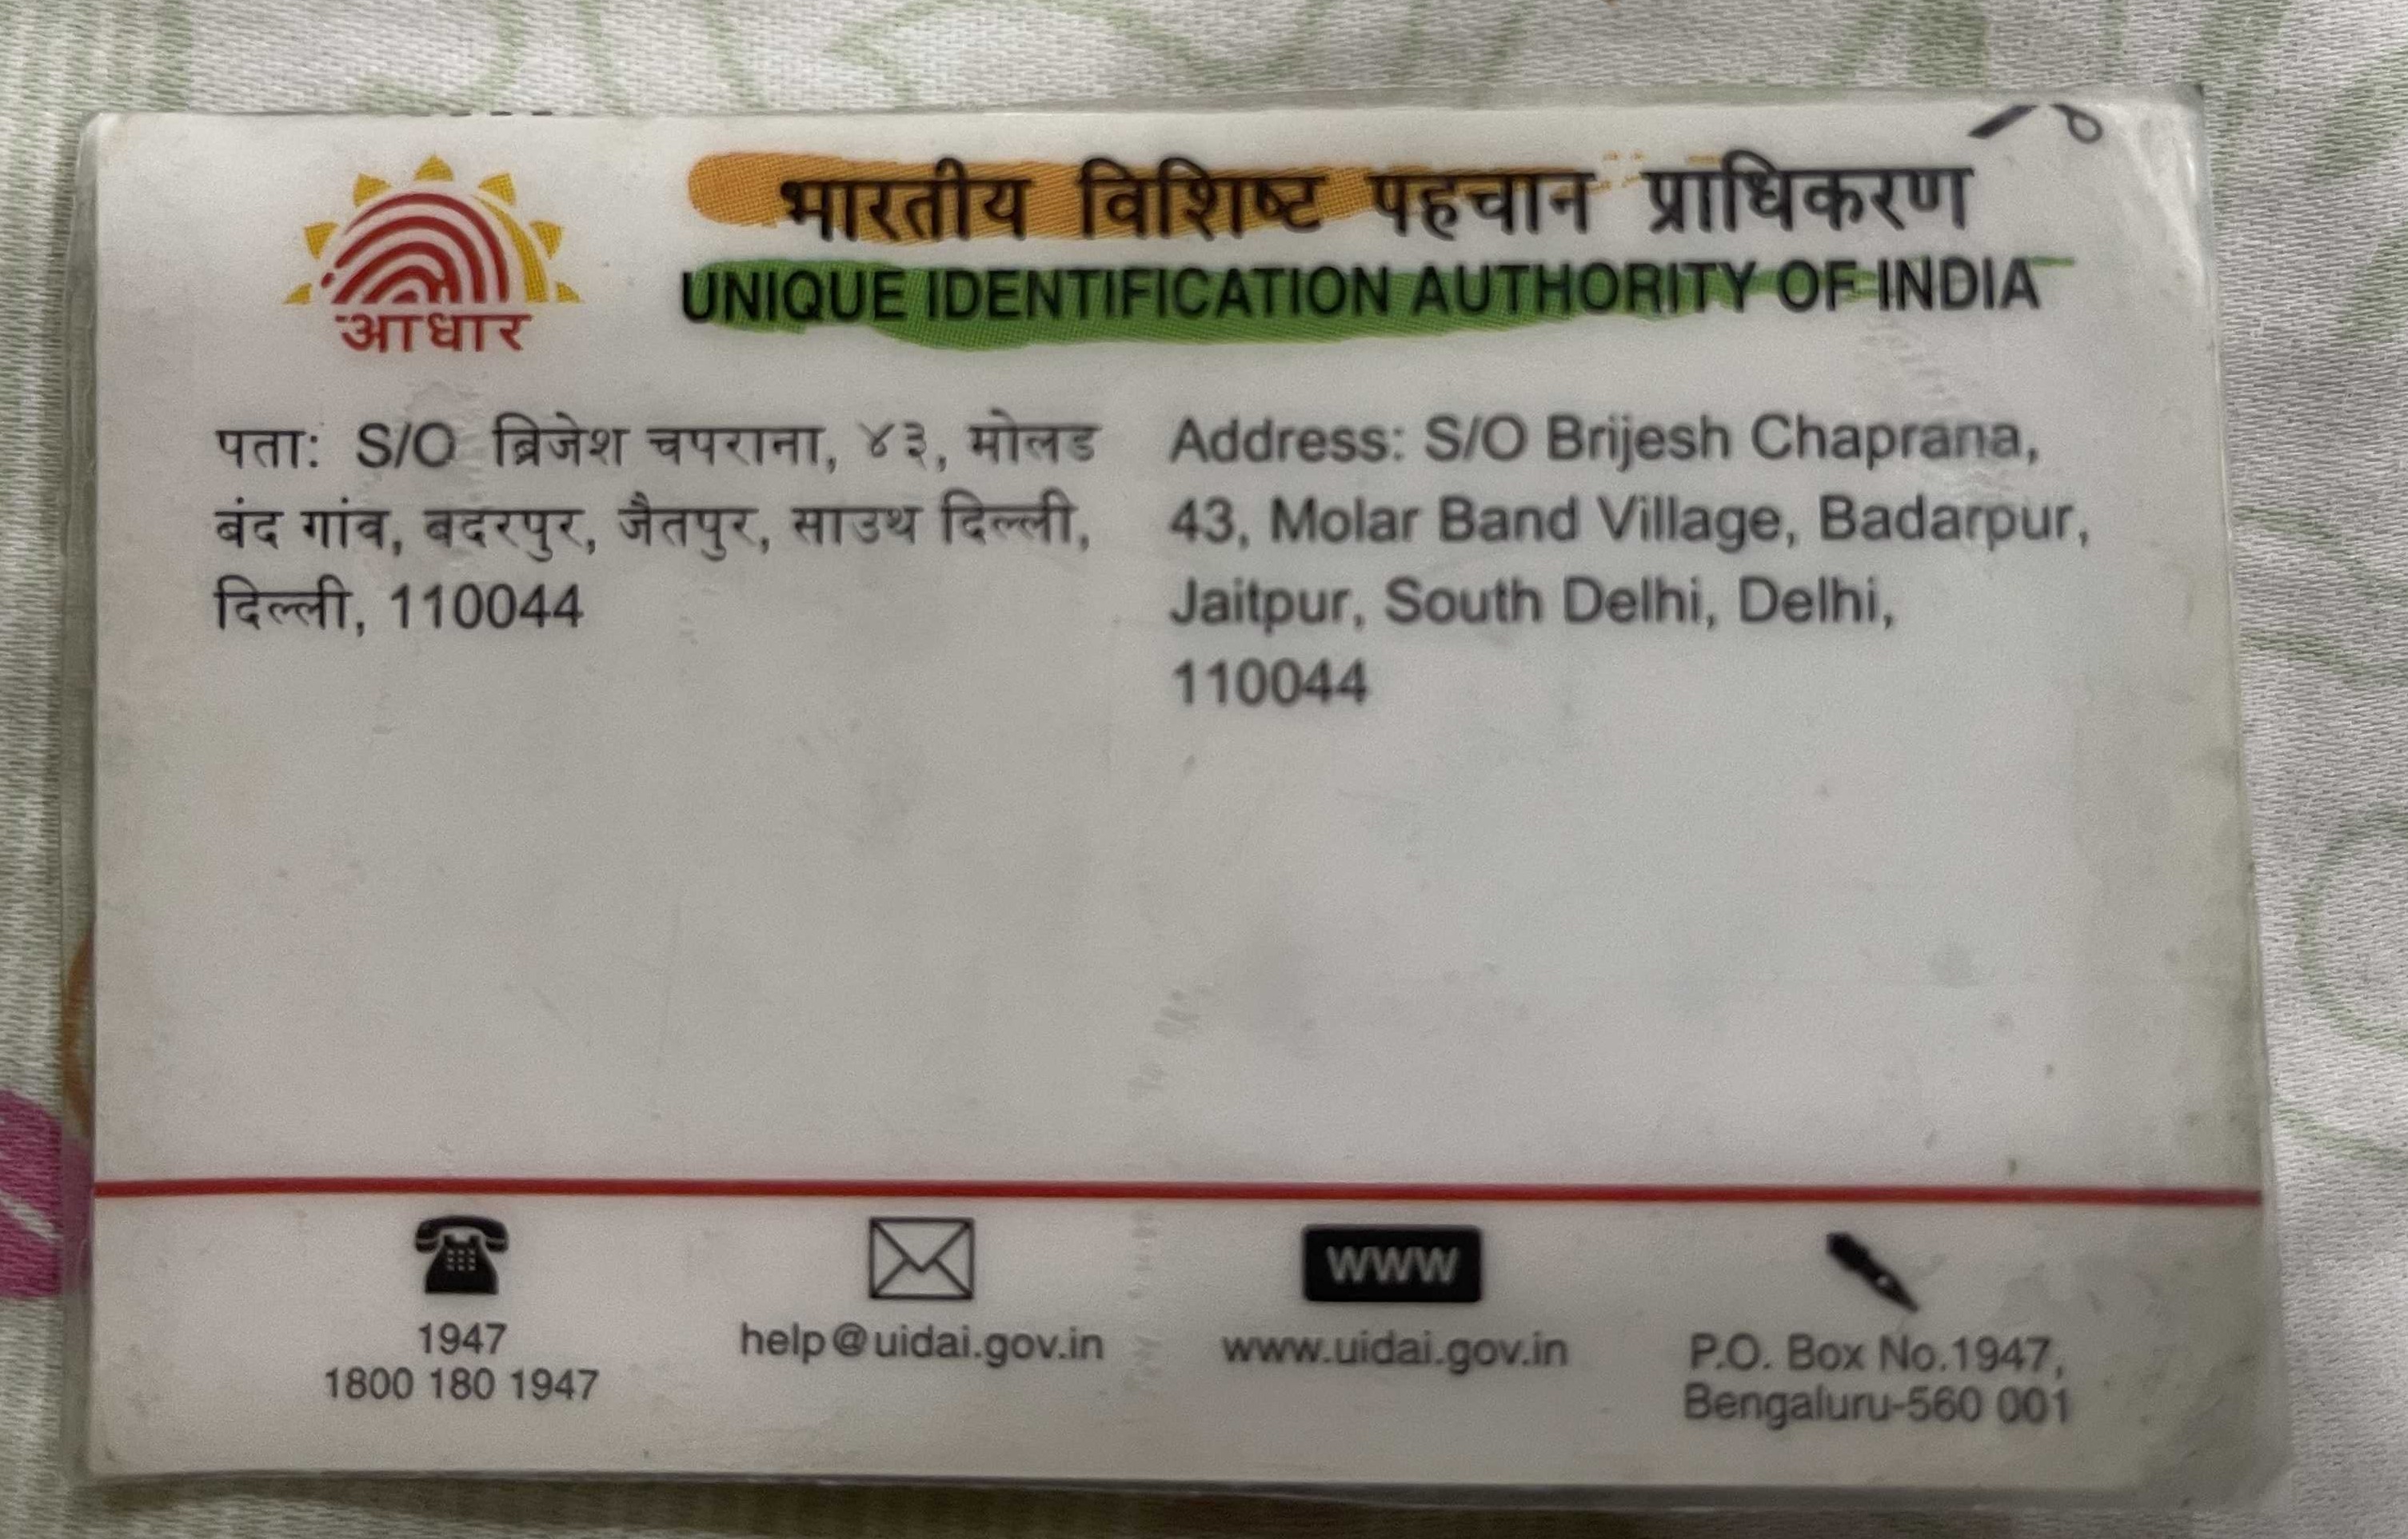 आधार
भारतीय विशिष्ट पहचान प्राधिकरण
UNIQUE IDENTIFICATION AUTHORITY OF INDIA
पता: S/O ब्रिजेश चपराना, ४३, मोलड
बंद गांव, बदरपुर, जैतपुर, साउथ दिल्ली,
दिल्ली, 110044
Address: S/O Brijesh Chaprana,
43, Molar Band Village, Badarpur,
Jaitpur, South Delhi, Delhi,
110044
1947
1800 180 1947
help@uidai.gov.in
WWW
www.uidai.gov.in
P.O. Box No.1947,
Bengaluru-560 001